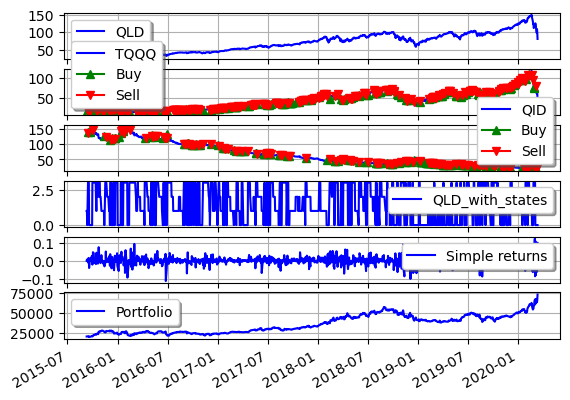 150
100
50
QLD
TQQQ
Buy
Sell
100
50
QID
Buy
Sell
150
100
50
2.5
0.0
QLD_with_states
0.1
0.0
−0.1
Simple returns
75000
50000
25000
Portfolio
2015-07
2016-01
2016-07
2017-01
2017-07
2018-01
2018-07
2019-01
2019-07
2020-01